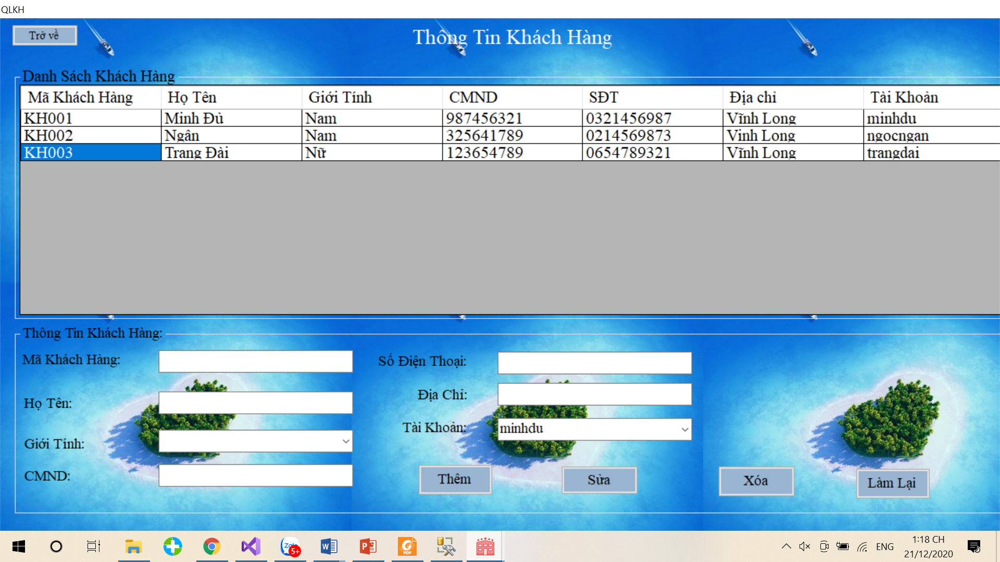 QLKH
Trở về
Thông Tin Khách Hàng
Danh Sách Khách Hàng
Mã Khách Hàng Họ Tên Giới Tính CMND SĐT Địa chỉ Tài Khoản
KH001 Minh Đủ Nam 987456321 0321456987 Vĩnh Long minhdu
KH002 Ngân Nam 325641789 0214569873 Vinh Long ngocngan
KH003 Trang Đài Nữ 123654789 0654789321 Vĩnh Long trangdai
Thông Tin Khách Hàng:
Mã Khách Hàng: Số Điện Thoại:
Họ Tên: Địa Chỉ:
Giới Tính: Tài Khoản: minhdu
CMND:
Thêm Sửa Xóa Làm Lại
Zalo 5+
W P PDF
ENG 1:18 CH
21/12/2020